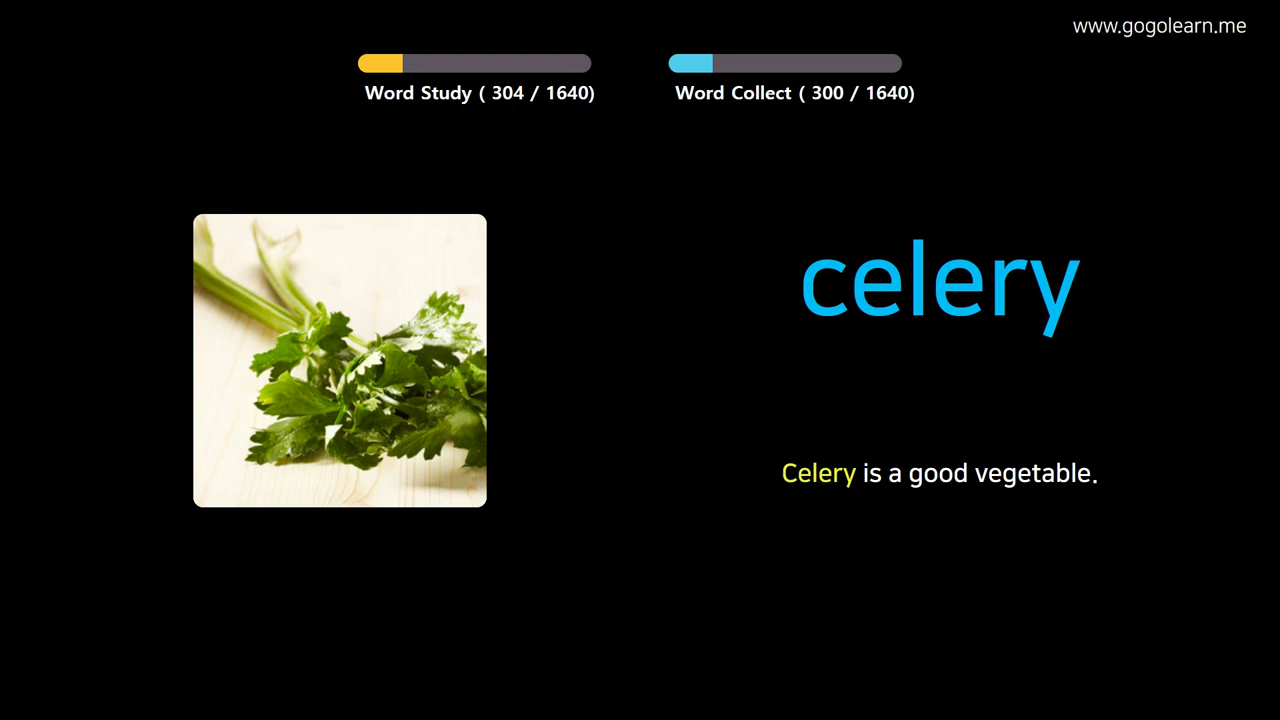 www.gogolearn.me
Word Study ( 304 / 1640)
Word Collect ( 300 / 1640)
celery
Celery is a good vegetable.